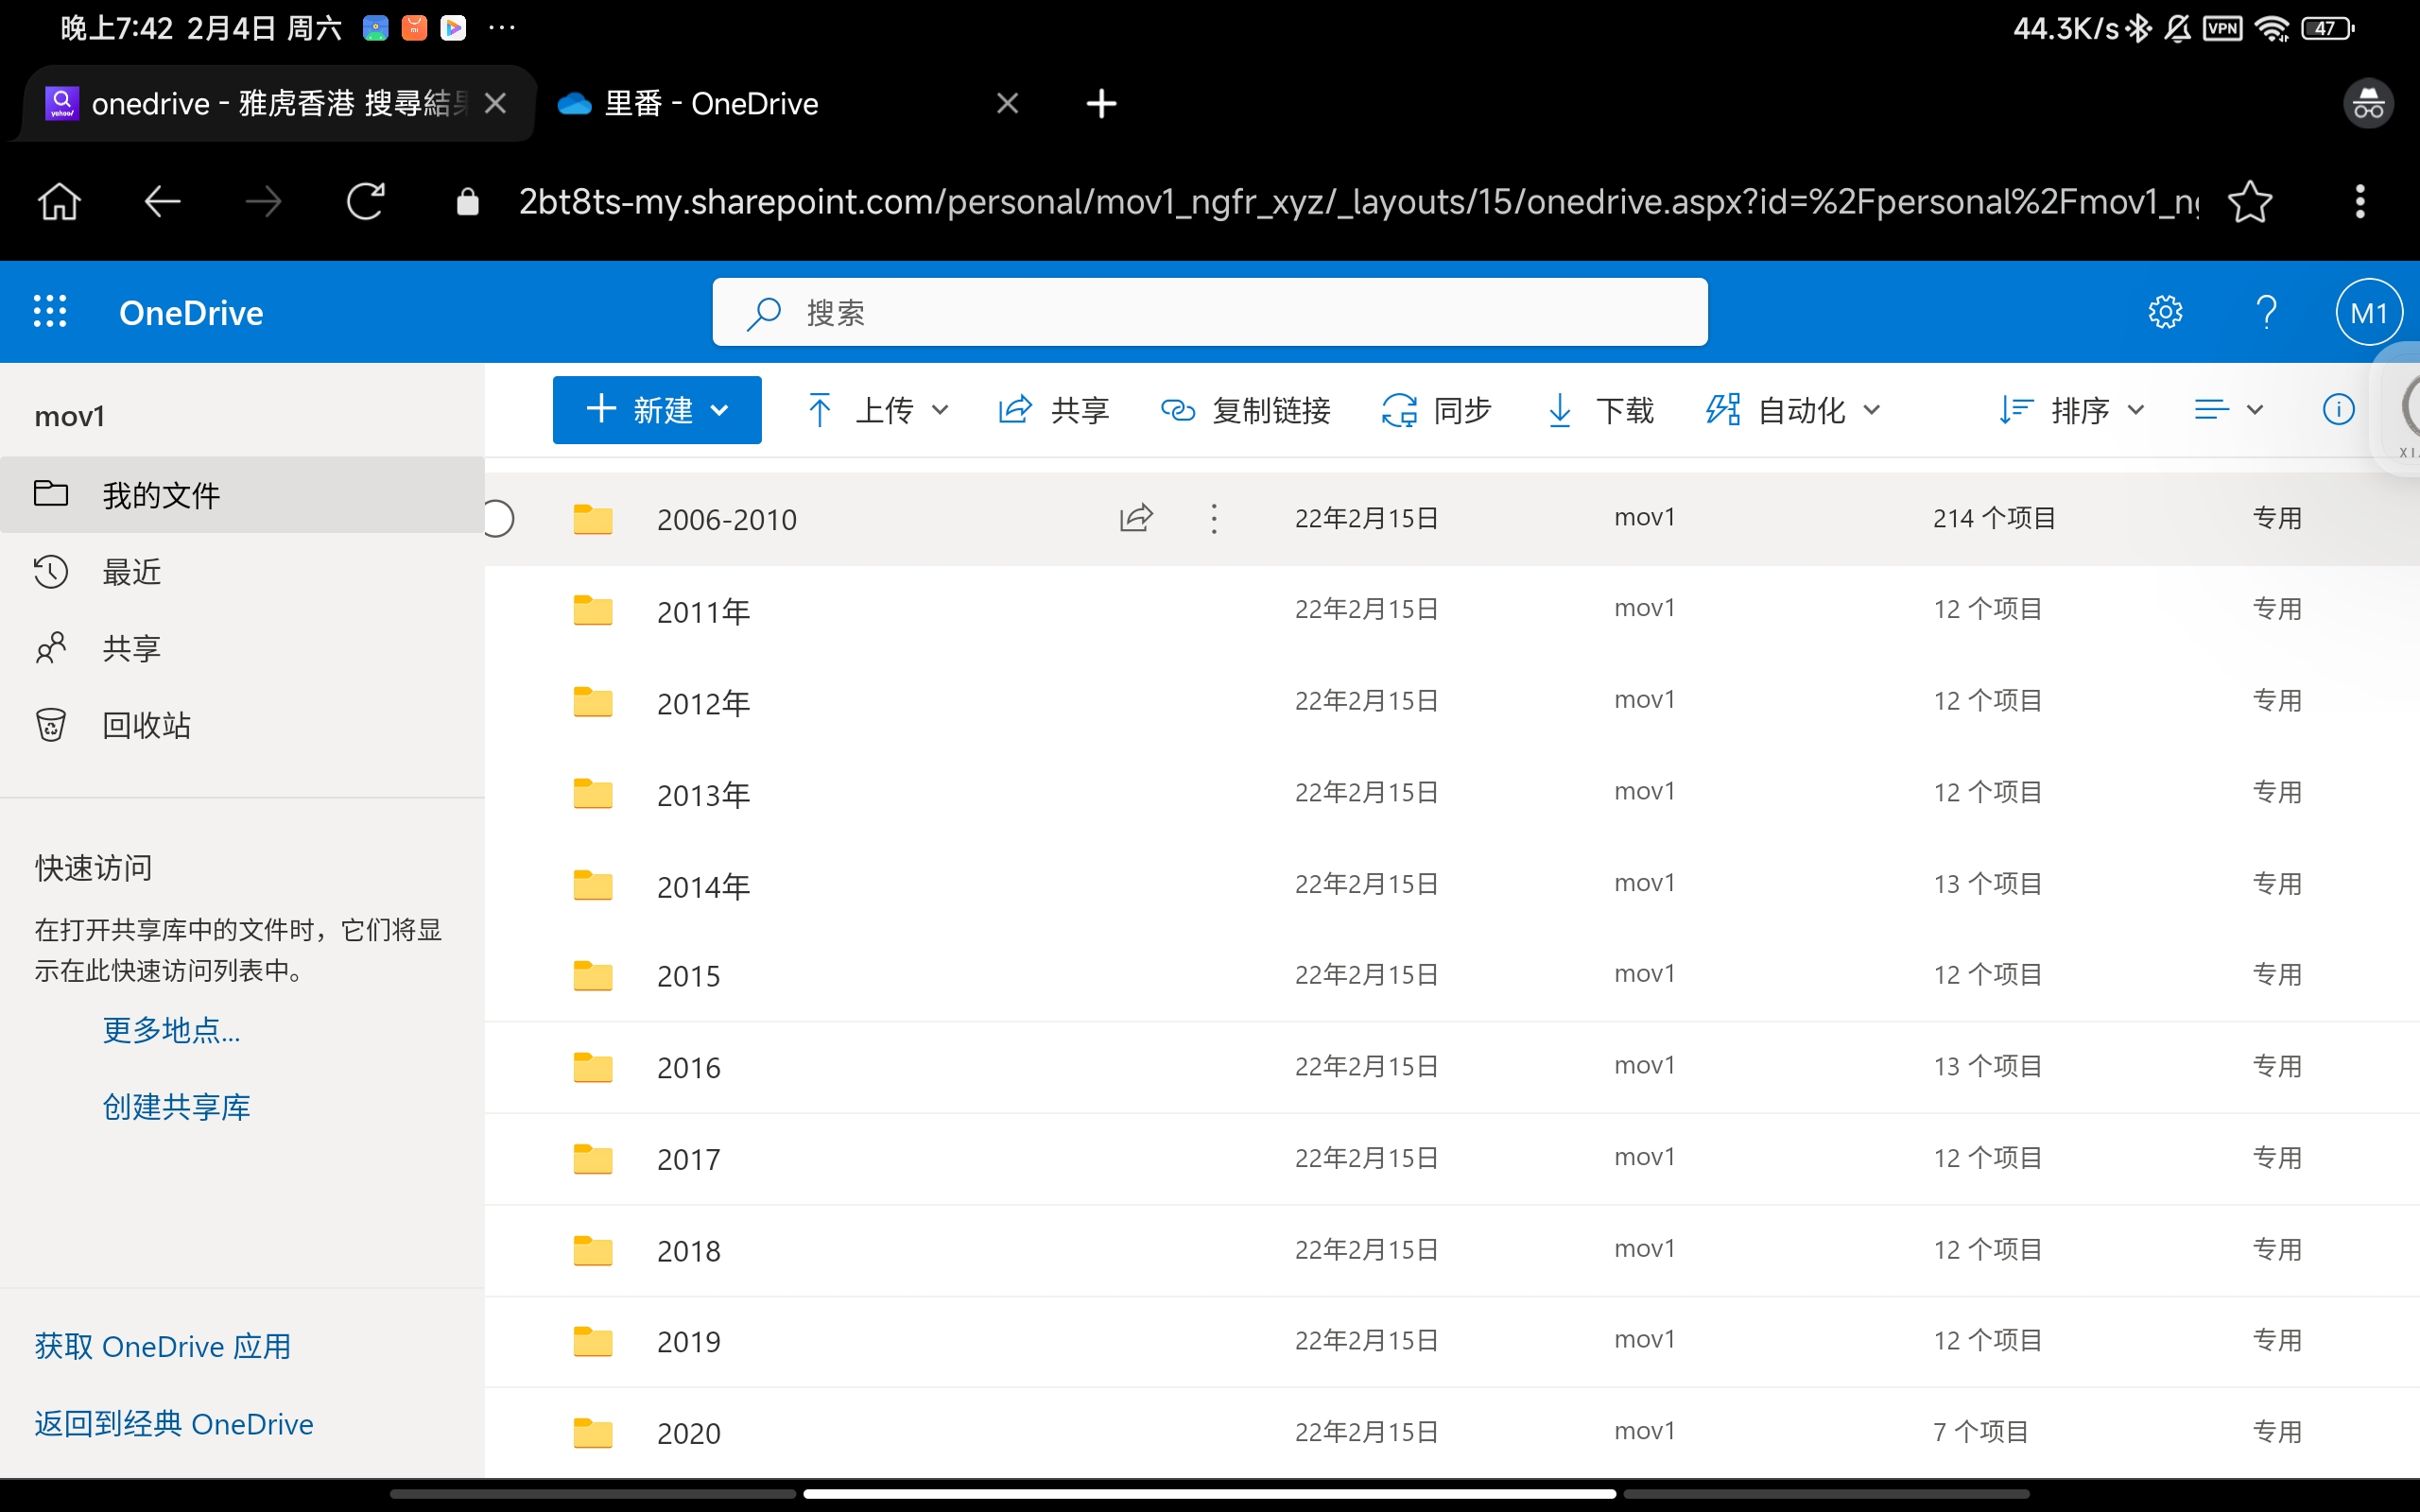 晚上7:42 2月4日 周六
44.3K/s VPN 47
onedrive - 雅虎香港 搜尋結果
里番 - OneDrive
2bt8ts-my.sharepoint.com/personal/mov1_ngfr_xyz/_layouts/15/onedrive.aspx?id=%2Fpersonal%2Fmov1_ng
OneDrive
搜索
M1
mov1
新建 上传 共享 复制链接 同步 下载 自动化 排序
我的文件
最近
共享
回收站
快速访问
在打开共享库中的文件时，它们将显
示在此快速访问列表中。
更多地点...
创建共享库
获取 OneDrive 应用
返回到经典 OneDrive
2006-2010 22年2月15日 mov1 214 个项目 专用
2011年 22年2月15日 mov1 12 个项目 专用
2012年 22年2月15日 mov1 12 个项目 专用
2013年 22年2月15日 mov1 12 个项目 专用
2014年 22年2月15日 mov1 13 个项目 专用
2015 22年2月15日 mov1 12 个项目 专用
2016 22年2月15日 mov1 13 个项目 专用
2017 22年2月15日 mov1 12 个项目 专用
2018 22年2月15日 mov1 12 个项目 专用
2019 22年2月15日 mov1 12 个项目 专用
2020 22年2月15日 mov1 7 个项目 专用